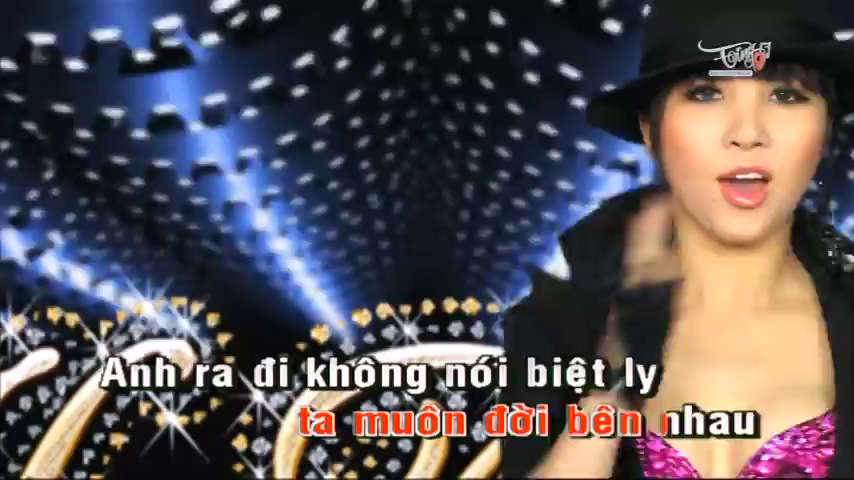 Anh ra đi không nói biệt ly
ta muôn đời bên nhau